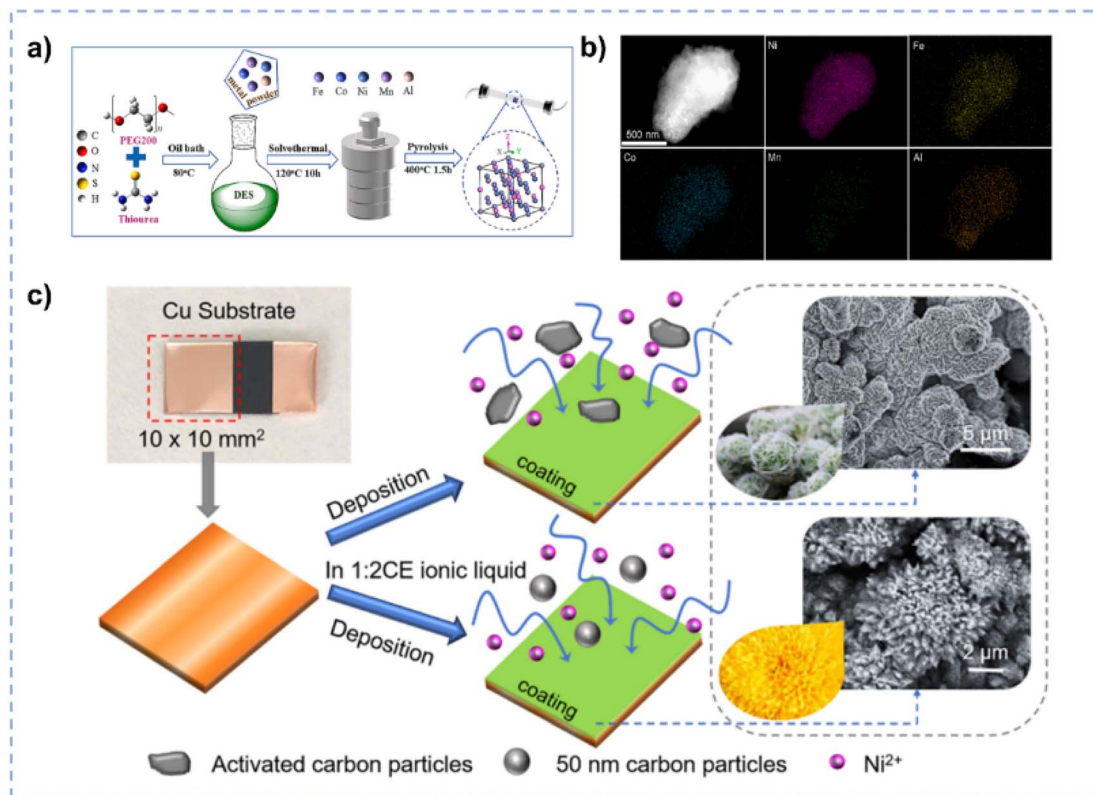 a)
metal
powder
Fe Co Ni Mn Al
C
O
N
S
H
PEG200
Thiourea
Oil bath
80°C
DES
Solvothermal
120°C 10h
Pyrolysis
400°C 1.5h
Z
X Y
b)
Ni
Fe
500 nm
Co
Mn
Al
c)
Cu Substrate
10 x 10 mm²
Deposition
In 1:2CE ionic liquid
Deposition
coating
coating
5 µm
2 µm
Activated carbon particles
50 nm carbon particles
Ni²⁺